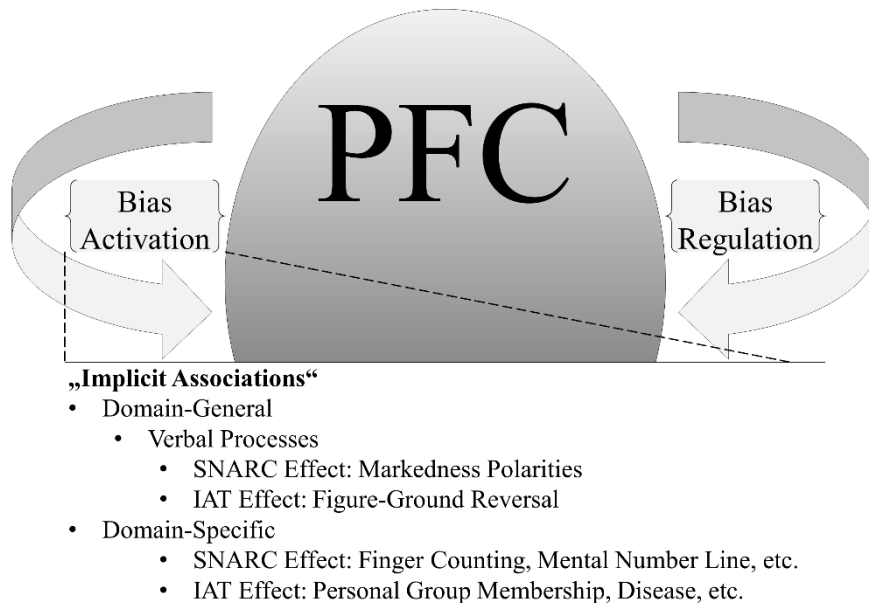 PFC
Bias
Activation
Bias
Regulation
„Implicit Associations“
• Domain-General
• Verbal Processes
• SNARC Effect: Markedness Polarities
• IAT Effect: Figure-Ground Reversal
• Domain-Specific
• SNARC Effect: Finger Counting, Mental Number Line, etc.
• IAT Effect: Personal Group Membership, Disease, etc.